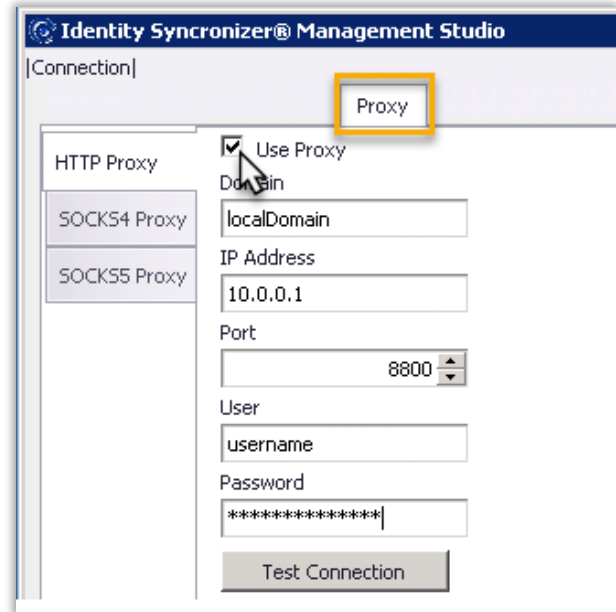 Identity Syncronizer® Management Studio
|Connection|
Proxy
HTTP Proxy
SOCKS4 Proxy
SOCKS5 Proxy
Use Proxy
Domain
localDomain
IP Address
10.0.0.1
Port
8800
User
username
Password
**************
Test Connection